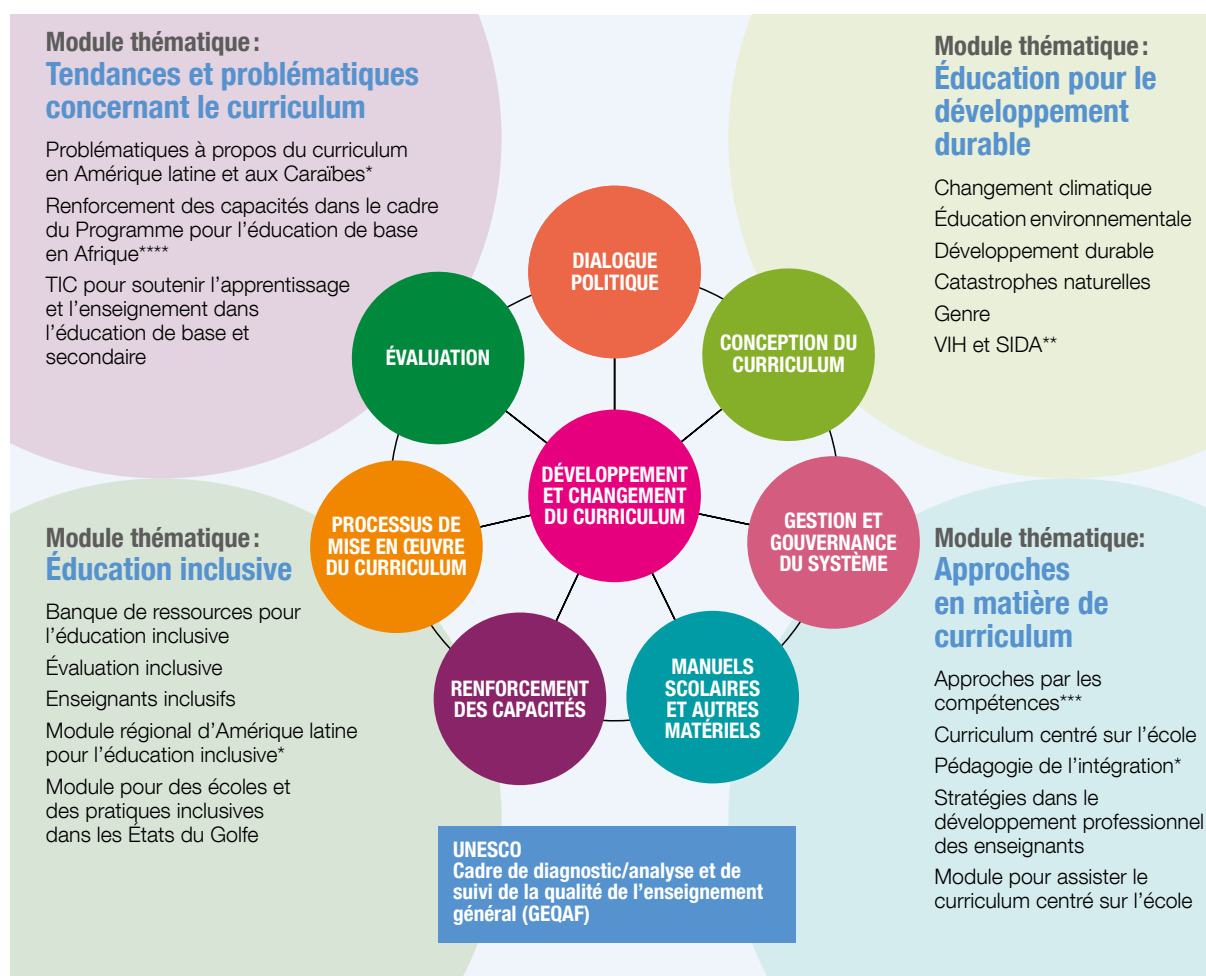 Module thématique :
Tendances et problématiques
concernant le curriculum
Problématiques à propos du curriculum
en Amérique latine et aux Caraïbes*
Renforcement des capacités dans le cadre
du Programme pour l'éducation de base
en Afrique****
TIC pour soutenir l'apprentissage
et l'enseignement dans
l'éducation de base et
secondaire
Module thématique :
Éducation pour le
développement
durable
Changement climatique
Éducation environnementale
Développement durable
Catastrophes naturelles
Genre
VIH et SIDA**
DIALOGUE
POLITIQUE
CONCEPTION DU
CURRICULUM
ÉVALUATION
DÉVELOPPEMENT
ET CHANGEMENT
DU CURRICULUM
PROCESSUS DE
MISE EN ŒUVRE
DU CURRICULUM
GESTION ET
GOUVERNANCE
DU SYSTÈME
RENFORCEMENT
DES CAPACITÉS
MANUELS
SCOLAIRES
ET AUTRES
MATÉRIELS
Module thématique :
Éducation inclusive
Banque de ressources pour
l'éducation inclusive
Évaluation inclusive
Enseignants inclusifs
Module régional d'Amérique latine
pour l'éducation inclusive*
Module pour des écoles et
des pratiques inclusives
dans les États du Golfe
Module thématique:
Approches
en matière de
curriculum
Approches par les
compétences***
Curriculum centré sur l'école
Pédagogie de l'intégration*
Stratégies dans le
développement professionnel
des enseignants
Module pour assister le
curriculum centré sur l'école
UNESCO
Cadre de diagnostic/analyse et de
suivi de la qualité de l'enseignement
général (GEQAF)